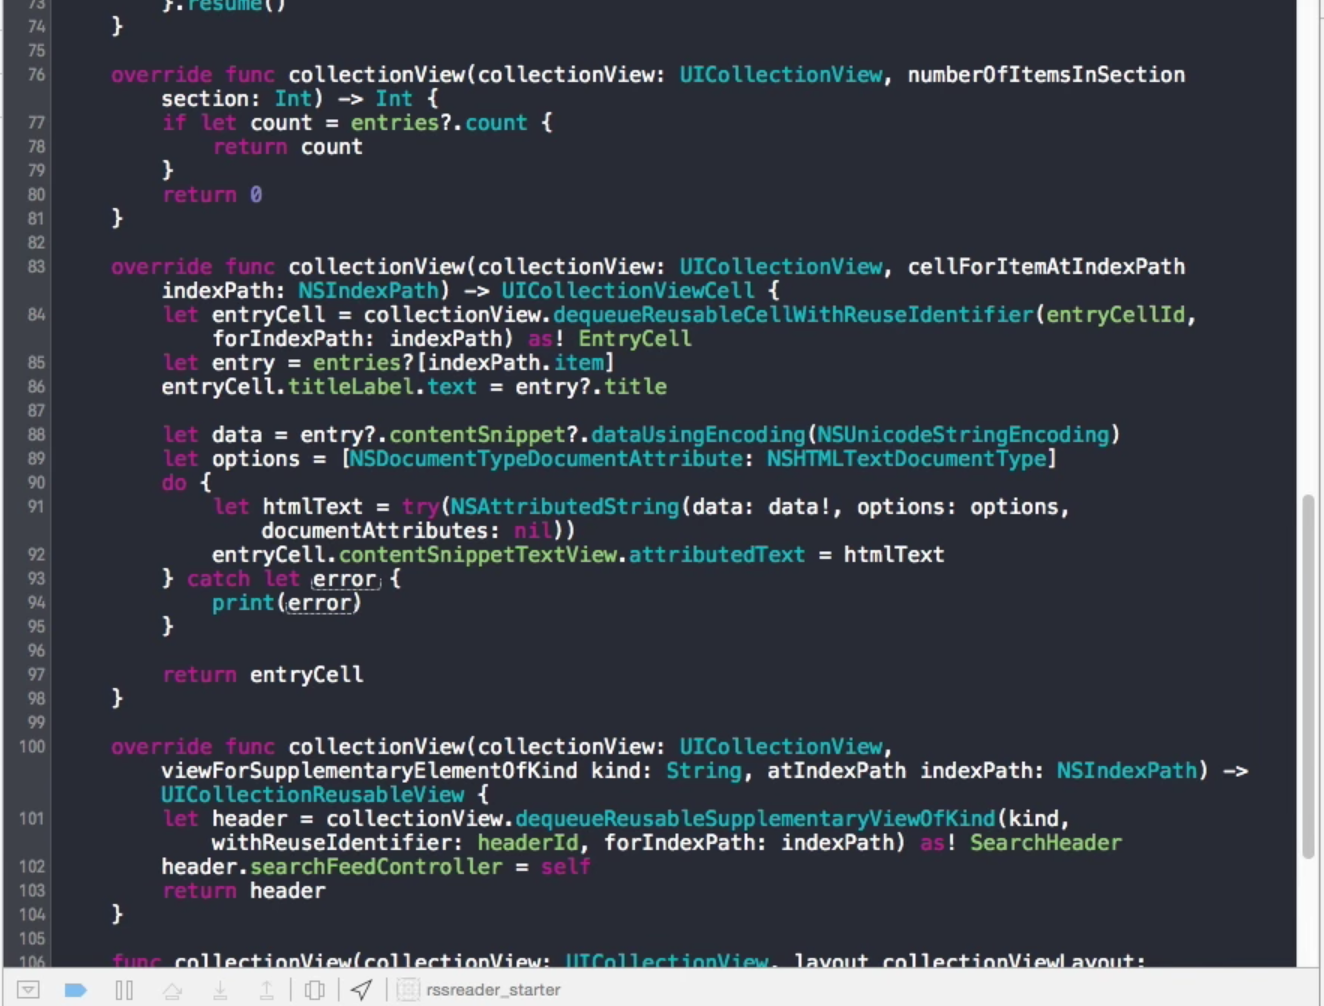 73 }.resume()
74 }
75
76 override func collectionView(collectionView: UICollectionView, numberOfItemsInSection
section: Int) -> Int {
77 if let count = entries?.count {
78 return count
79 }
80 return 0
81 }
82
83 override func collectionView(collectionView: UICollectionView, cellForItemAtIndexPath
indexPath: NSIndexPath) -> UICollectionViewCell {
84 let entryCell = collectionView.dequeueReusableCellWithReuseIdentifier(entryCellId,
forIndexPath: indexPath) as! EntryCell
85 let entry = entries?[indexPath.item]
86 entryCell.titleLabel.text = entry?.title
87
88 let data = entry?.contentSnippet?.dataUsingEncoding(NSUnicodeStringEncoding)
89 let options = [NSDocumentTypeDocumentAttribute: NSHTMLTextDocumentType]
90 do {
91 let htmlText = try(NSAttributedString(data: data!, options: options,
documentAttributes: nil))
92 entryCell.contentSnippetTextView.attributedText = htmlText
93 } catch let error {
94 print(error)
95 }
96
97 return entryCell
98 }
99
100 override func collectionView(collectionView: UICollectionView,
viewForSupplementaryElementOfKind kind: String, atIndexPath indexPath: NSIndexPath) ->
UICollectionReusableView {
101 let header = collectionView.dequeueReusableSupplementaryViewOfKind(kind,
withReuseIdentifier: headerId, forIndexPath: indexPath) as! SearchHeader
102 header.searchFeedController = self
103 return header
104 }
105
106 func collectionView(collectionView: UICollectionView, layout collectionViewLayout:
rssreader_starter